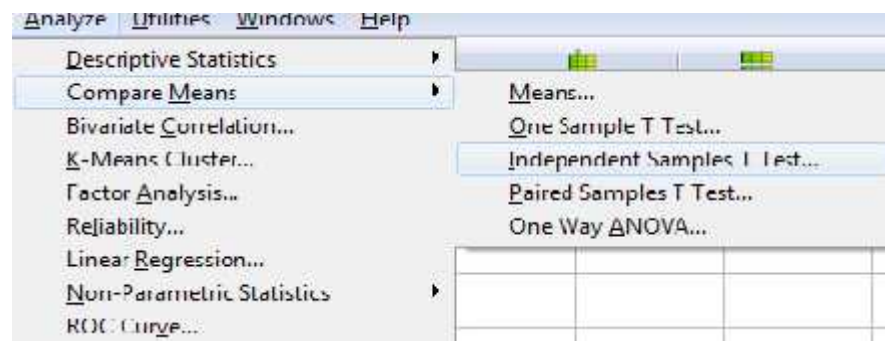 Analyze Utilities Windows Help
Descriptive Statistics
Compare Means
Bivariate Correlation...
K-Means Cluster...
Factor Analysis...
Reliability...
Linear Regression...
Non-Parametric Statistics
ROC Curve...
Means...
One Sample T Test...
Independent Samples T Test...
Paired Samples T Test...
One Way ANOVA...